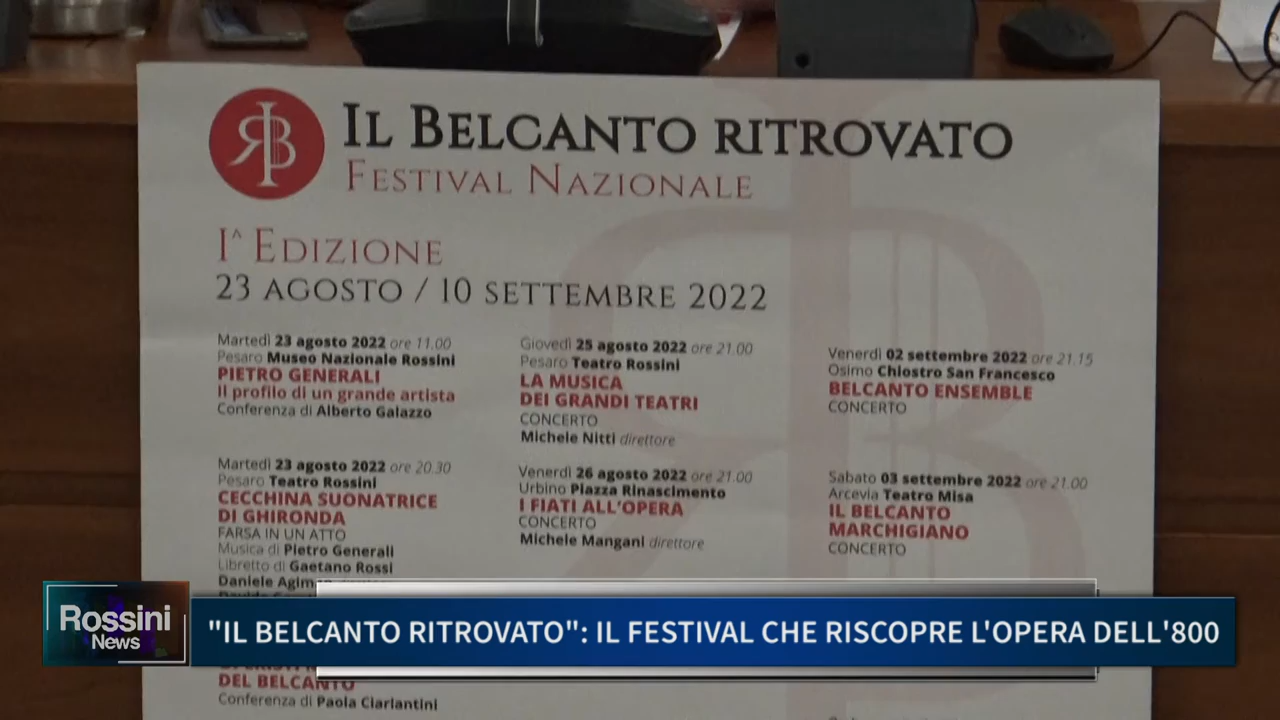 IL BELCANTO RITROVATO
FESTIVAL NAZIONALE
I^ EDIZIONE
23 AGOSTO / 10 SETTEMBRE 2022
Martedì 23 agosto 2022 ore 11.00
Pesaro Museo Nazionale Rossini
PIETRO GENERALI
Il profilo di un grande artista
Conferenza di Alberto Galazzo
Martedì 23 agosto 2022 ore 20.30
Pesaro Teatro Rossini
CECCHINA SUONATRICE
DI GHIRONDA
FARSA IN UN ATTO
Musica di Pietro Generali
Libretto di Gaetano Rossi
Daniele
DEL BELCANTO
Conferenza di Paola Ciarlantini
Giovedì 25 agosto 2022 ore 21.00
Pesaro Teatro Rossini
LA MUSICA
DEI GRANDI TEATRI
CONCERTO
Michele Nitti direttore
Venerdì 26 agosto 2022 ore 21.00
Urbino Piazza Rinascimento
I FIATI ALL'OPERA
CONCERTO
Michele Mangani direttore
Venerdì 02 settembre 2022 ore 21.15
Osimo Chiostro San Francesco
BELCANTO ENSEMBLE
CONCERTO
Sabato 03 settembre 2022 ore 21.00
Arcevia Teatro Misa
IL BELCANTO
MARCHIGIANO
CONCERTO
Rossini
News
"IL BELCANTO RITROVATO": IL FESTIVAL CHE RISCOPRE L'OPERA DELL'800